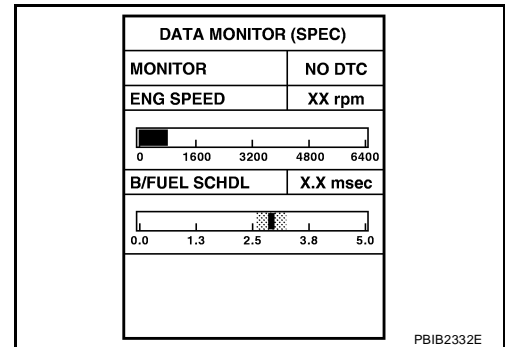 DATA MONITOR (SPEC)
MONITOR NO DTC
ENG SPEED XX rpm
0 1600 3200 4800 6400
B/FUEL SCHDL X.X msec
0.0 1.3 2.5 3.8 5.0
PBIB2332E